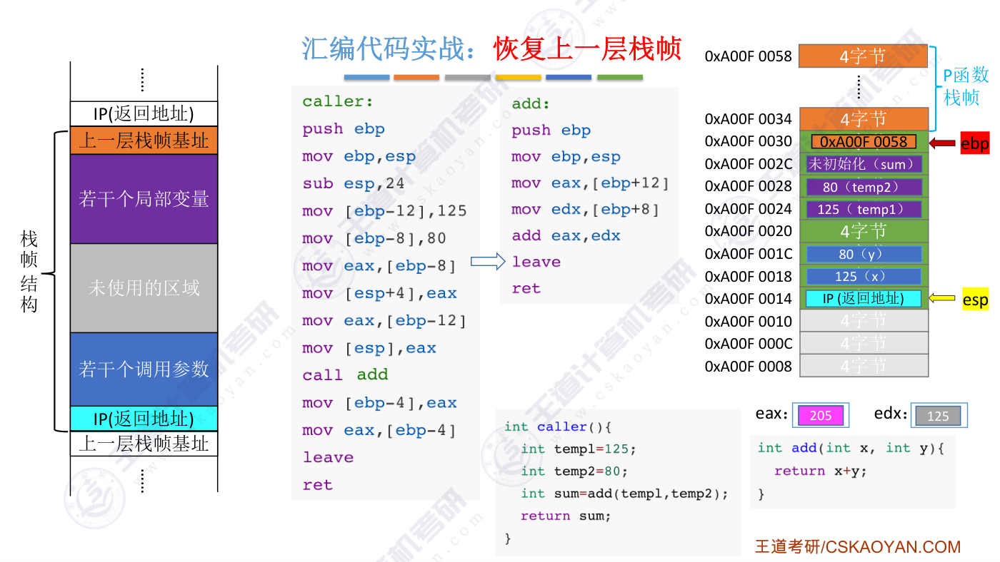 汇编代码实战：恢复上一层栈帧
栈帧结构
IP(返回地址)
上一层栈帧基址
若干个局部变量
未使用的区域
若干个调用参数
IP(返回地址)
上一层栈帧基址
caller:
push ebp
mov ebp,esp
sub esp,24
mov [ebp-12],125
mov [ebp-8],80
mov eax,[ebp-8]
mov [esp+4],eax
mov eax,[ebp-12]
mov [esp],eax
call add
mov [ebp-4],eax
mov eax,[ebp-4]
leave
ret
add:
push ebp
mov ebp,esp
mov eax,[ebp+12]
mov edx,[ebp+8]
add eax,edx
leave
ret
int caller(){
int temp1=125;
int temp2=80;
int sum=add(temp1,temp2);
return sum;
}
0xA00F 0058 4字节
P函数
栈帧
0xA00F 0034 4字节
0xA00F 0030 0xA00F 0058 ebp
0xA00F 002C 未初始化（sum）
0xA00F 0028 80（temp2）
0xA00F 0024 125（ temp1）
0xA00F 0020 4字节
0xA00F 001C 80（y）
0xA00F 0018 125（x）
0xA00F 0014 IP (返回地址) esp
0xA00F 0010 4字节
0xA00F 000C 4字节
0xA00F 0008 4字节
eax: 205 edx: 125
int add(int x, int y){
return x+y;
}
王道考研/CSKAOYAN.COM
王道计算机考研
www.cskaoyan.com